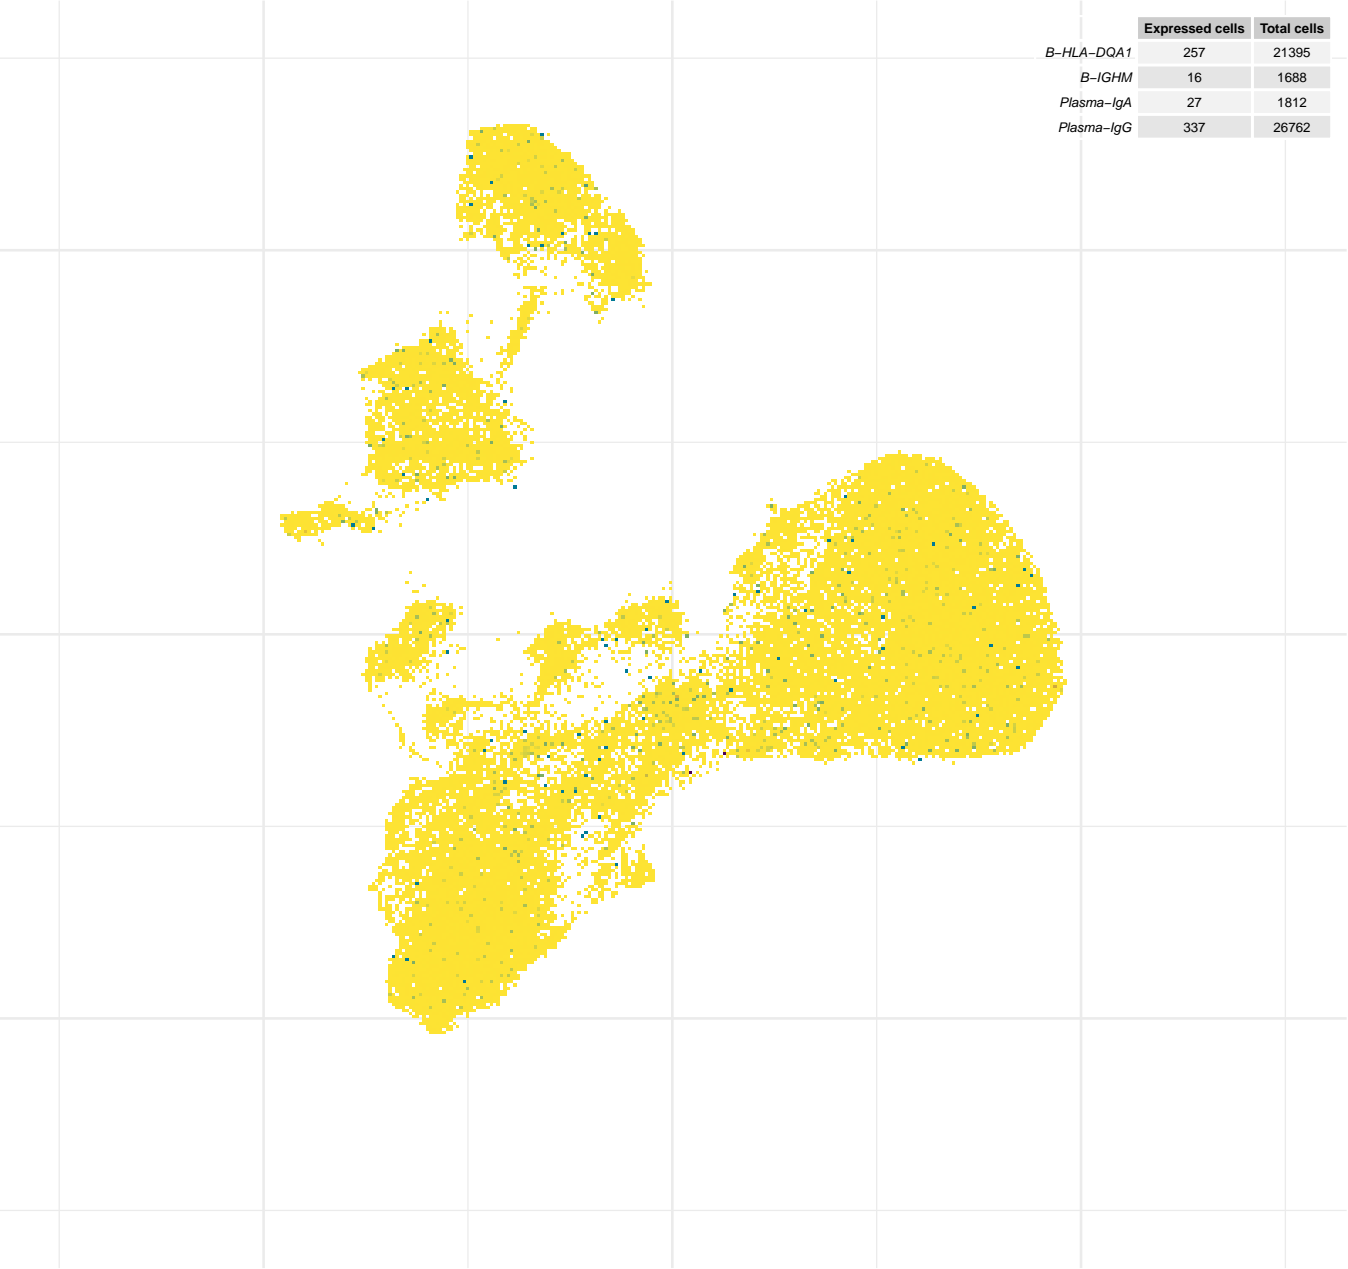 Expressed cells Total cells
B−HLA−DQA1 257 21395
B−IGHM 16 1688
Plasma−IgA 27 1812
Plasma−IgG 337 26762